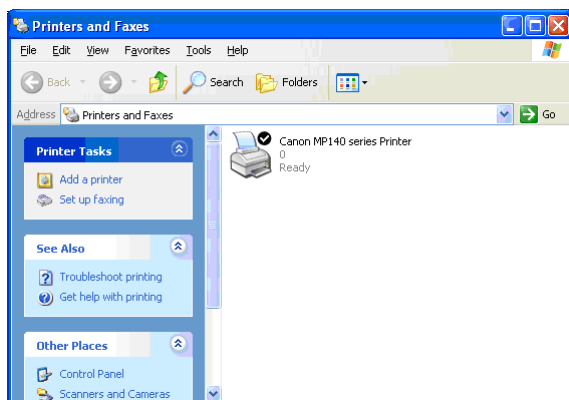 Printers and Faxes
File Edit View Favorites Tools Help
Back Search Folders
Address Printers and Faxes Go
Printer Tasks
Add a printer
Set up faxing
See Also
Troubleshoot printing
Get help with printing
Other Places
Control Panel
Scanners and Cameras
Canon MP140 series Printer
0
Ready